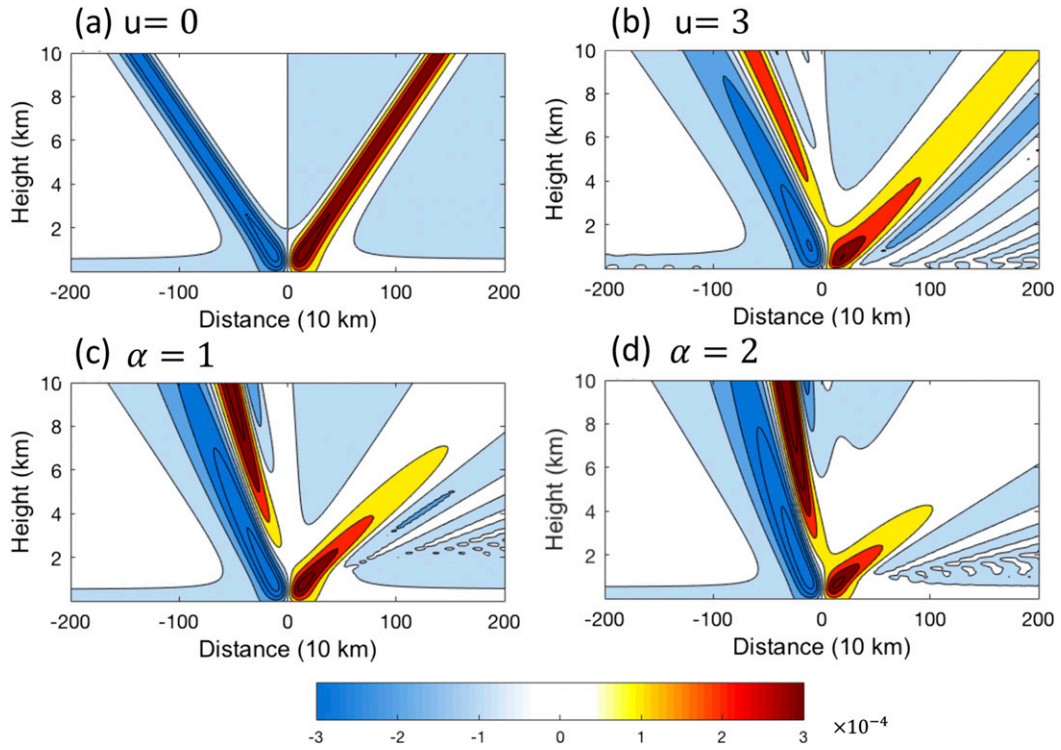 (a) u= 0
(b) u= 3
10
8
6
4
2
Height (km)
-200 -100 0 100 200
Distance (10 km)
10
8
6
4
2
Height (km)
-200 -100 0 100 200
Distance (10 km)
(c) α = 1
(d) α = 2
10
8
6
4
2
Height (km)
-200 -100 0 100 200
Distance (10 km)
10
8
6
4
2
Height (km)
-200 -100 0 100 200
Distance (10 km)
-3 -2 -1 0 1 2 3
×10⁻⁴